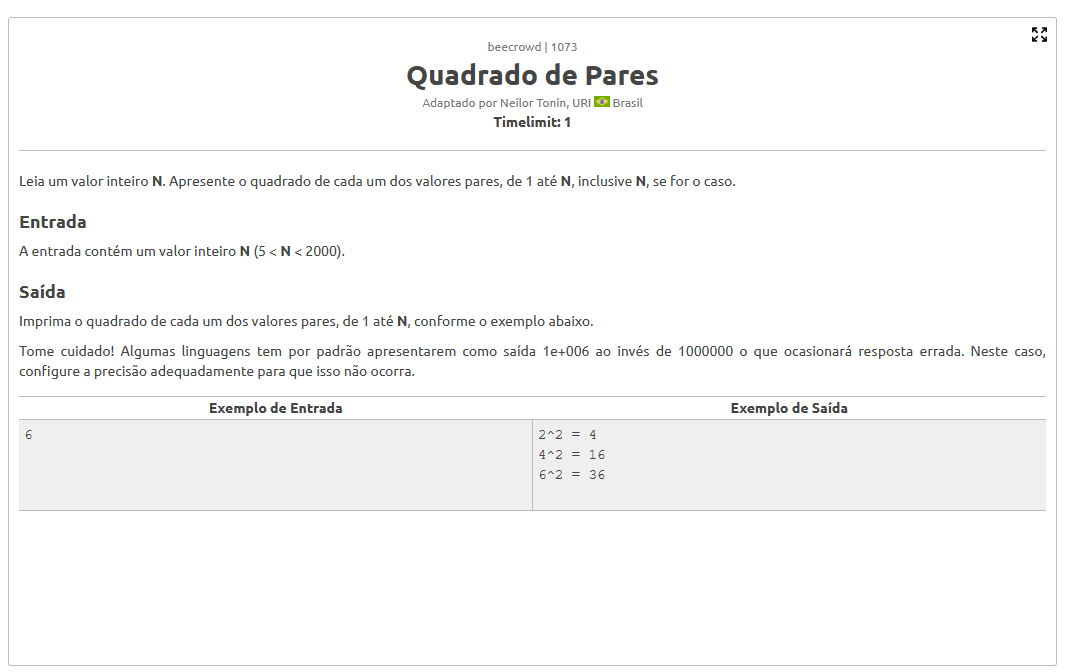 beecrowd | 1073
Quadrado de Pares
Adaptado por Neilor Tonin, URI Brasil
Timelimit: 1
Leia um valor inteiro N. Apresente o quadrado de cada um dos valores pares, de 1 até N, inclusive N, se for o caso.
Entrada
A entrada contém um valor inteiro N (5 < N < 2000).
Saída
Imprima o quadrado de cada um dos valores pares, de 1 até N, conforme o exemplo abaixo.
Tome cuidado! Algumas linguagens tem por padrão apresentarem como saída 1e+006 ao invés de 1000000 o que ocasionará resposta errada. Neste caso,
configure a precisão adequadamente para que isso não ocorra.
Exemplo de Entrada Exemplo de Saída
6 2^2 = 4
4^2 = 16
6^2 = 36